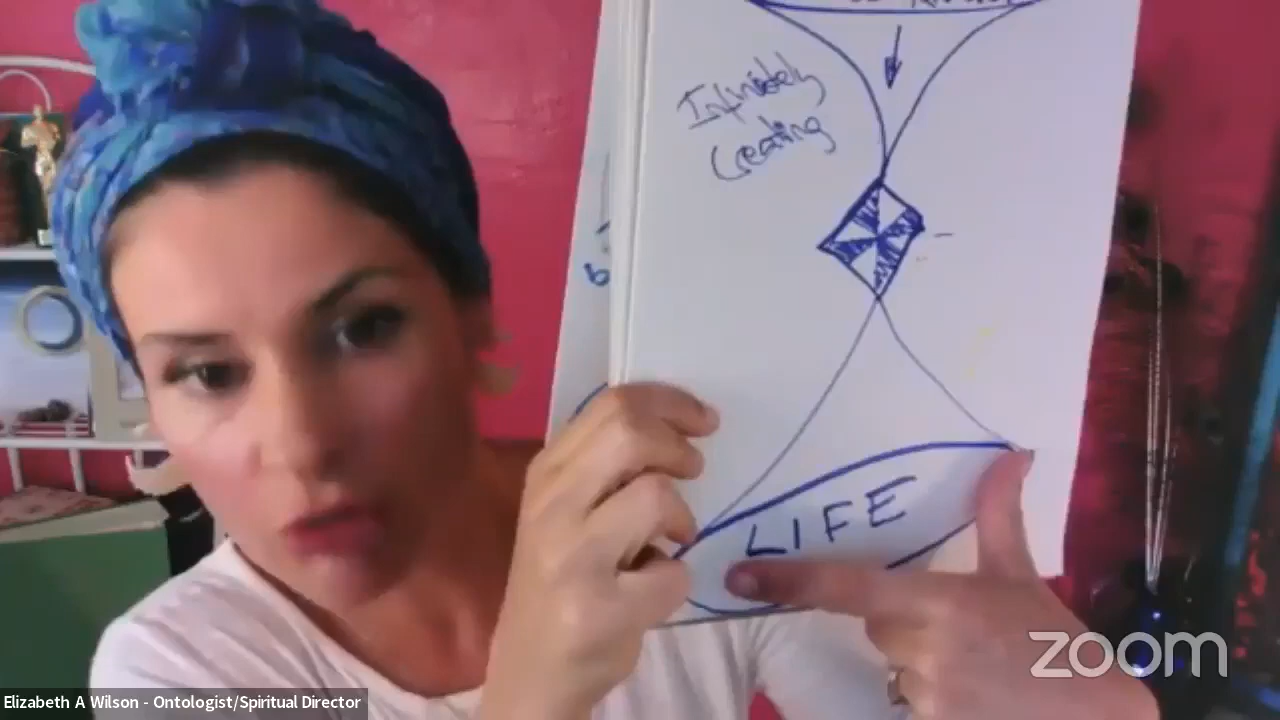 Infinitely
Creating
LIFE
zoom
Elizabeth A Wilson - Ontologist/Spiritual Director